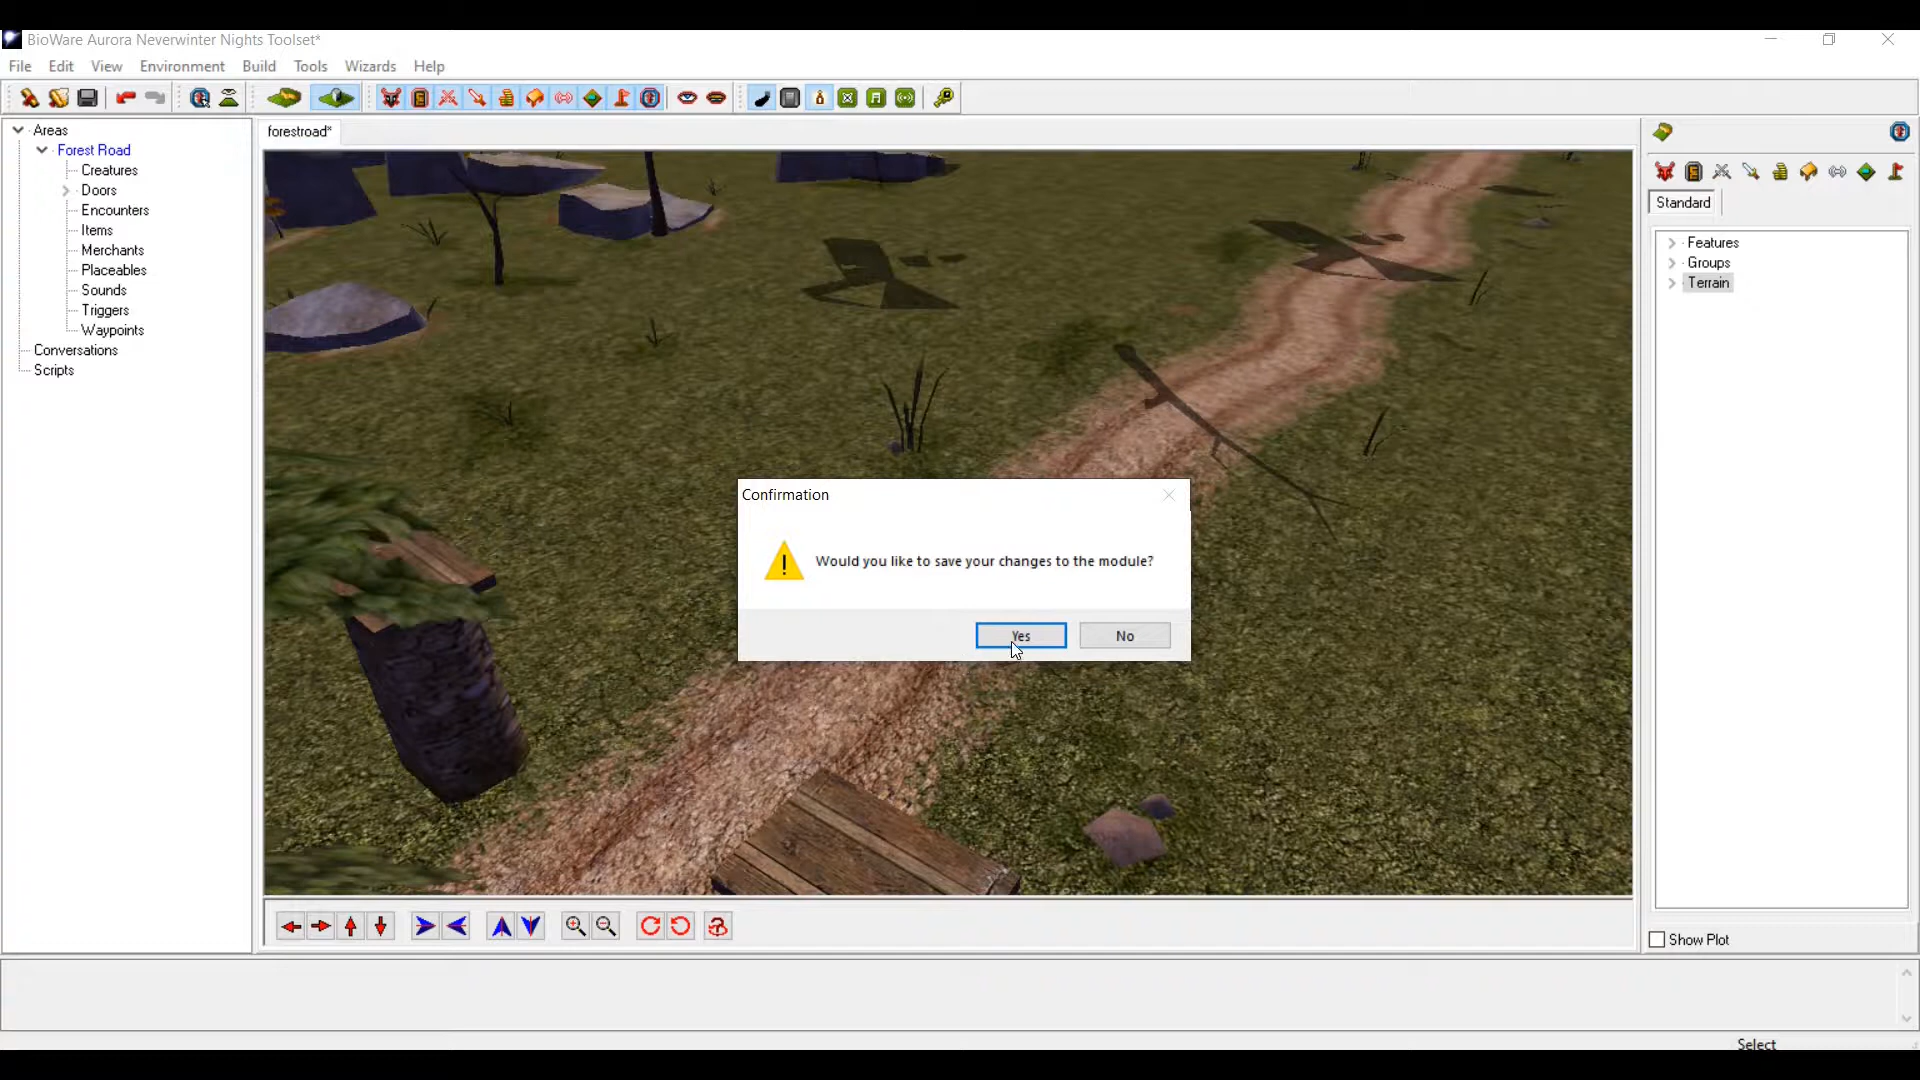 BioWare Aurora Neverwinter Nights Toolset*
File Edit View Environment Build Tools Wizards Help
Areas
Forest Road
Creatures
Doors
Encounters
Items
Merchants
Placeables
Sounds
Triggers
Waypoints
Conversations
Scripts
forestroad*
Confirmation
Would you like to save your changes to the module?
Yes No
Standard
Features
Groups
Terrain
Show Plot
Select